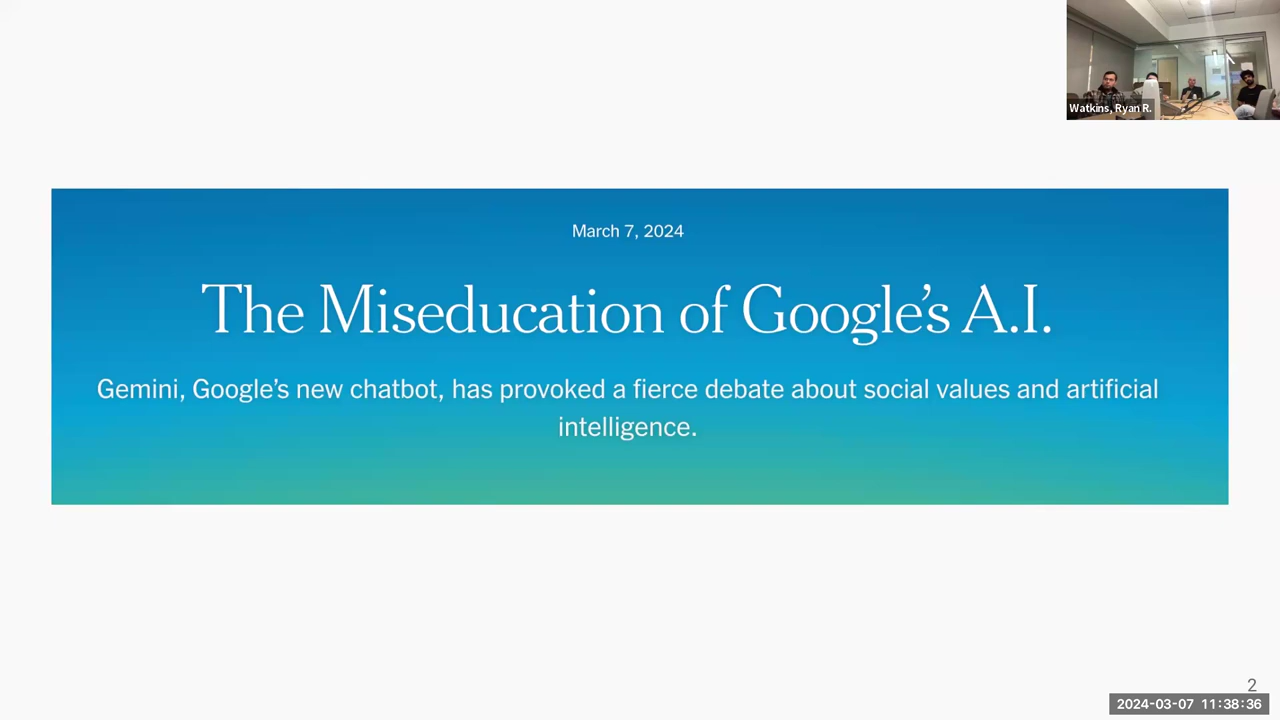 Watkins, Ryan R.
March 7, 2024
The Miseducation of Google’s A.I.
Gemini, Google’s new chatbot, has provoked a fierce debate about social values and artificial
intelligence.
2
2024-03-07 11:38:36